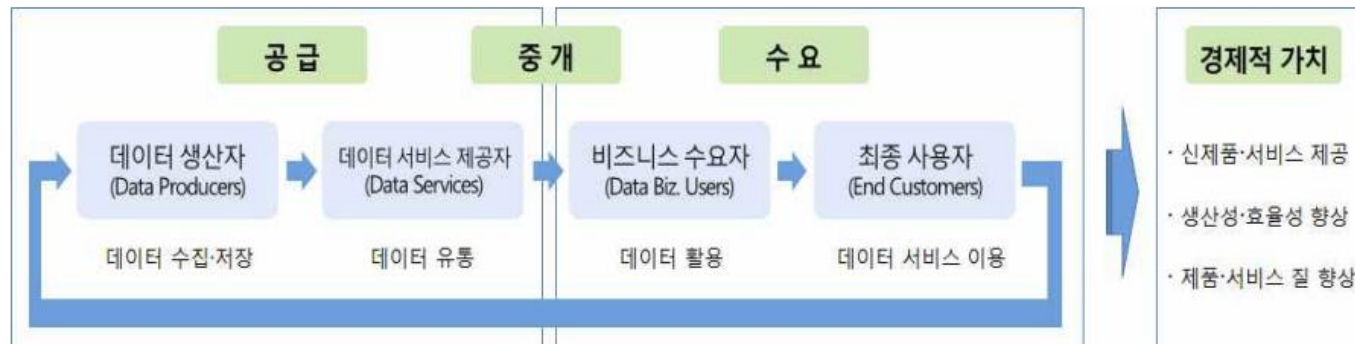 공 급
중 개
수 요
경제적 가치
데이터 생산자
(Data Producers)
데이터 서비스 제공자
(Data Services)
비즈니스 수요자
(Data Biz. Users)
최종 사용자
(End Customers)
데이터 수집·저장
데이터 유통
데이터 활용
데이터 서비스 이용
· 신제품·서비스 제공
· 생산성·효율성 향상
· 제품·서비스 질 향상